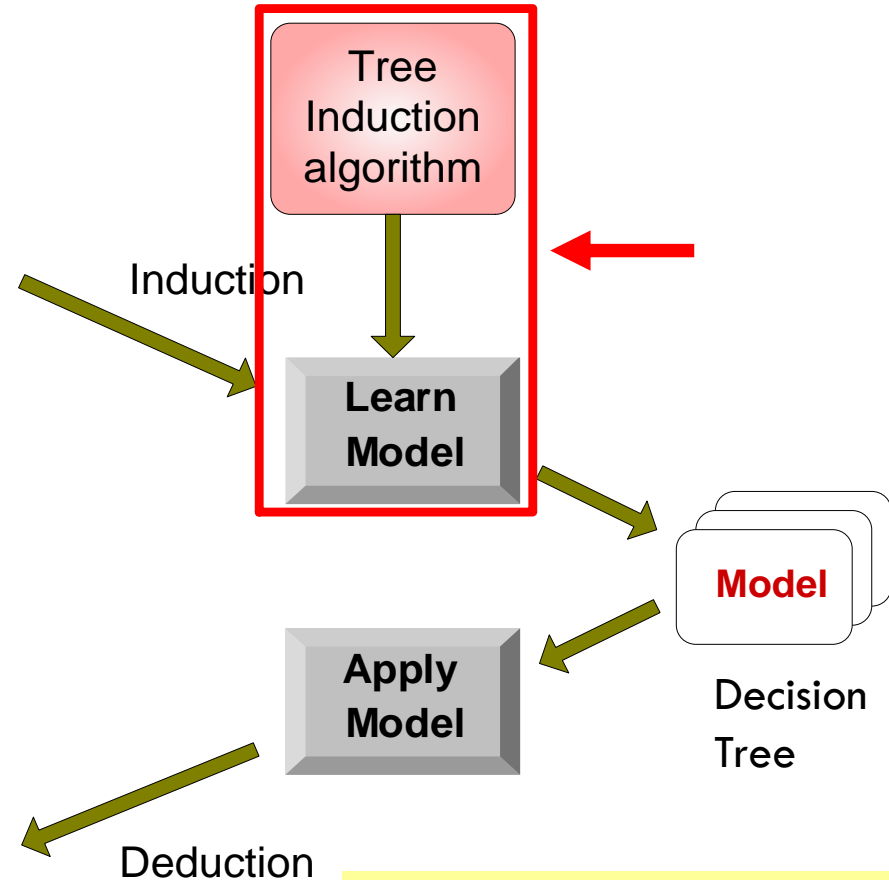 Tree
Induction
algorithm
Induction
Learn
Model
Model
Apply
Model
Decision
Tree
Deduction